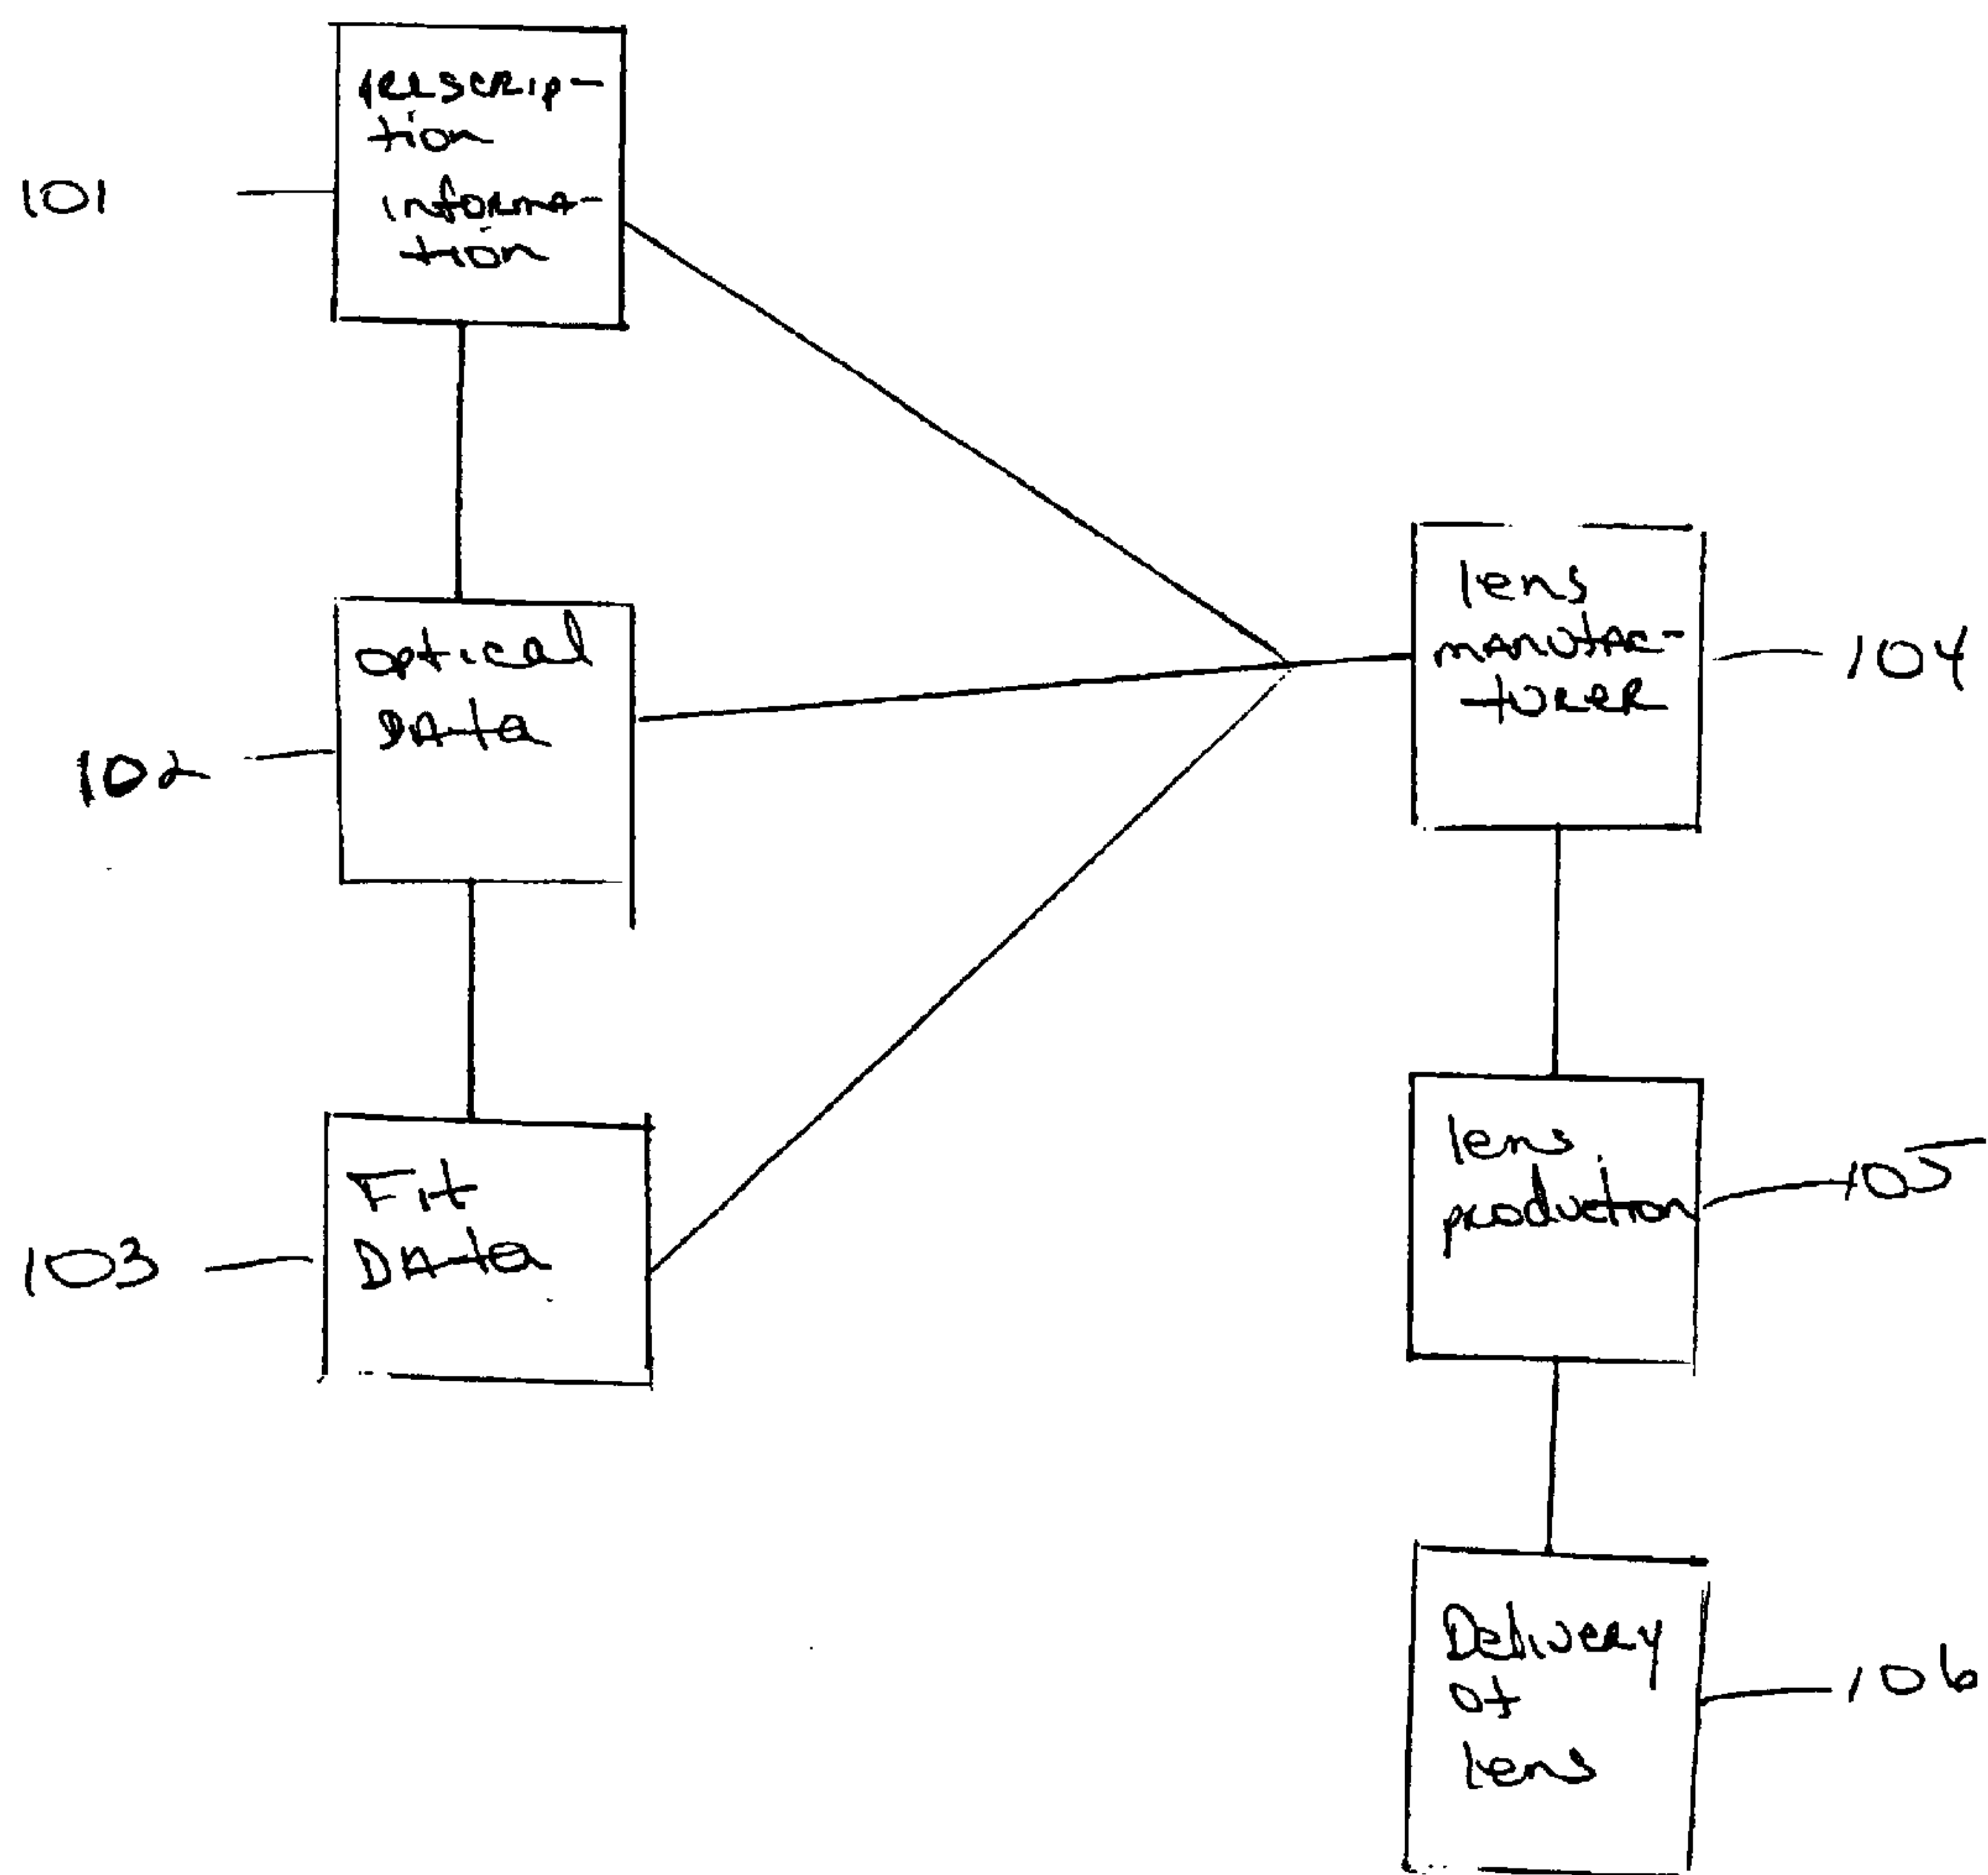 prescrip-
tion
informa-
tion
101
optical
DAta
102
Fit
DAta
103
lens
manufac-
turer
104
lens
production
105
Delivery
of
lens
106